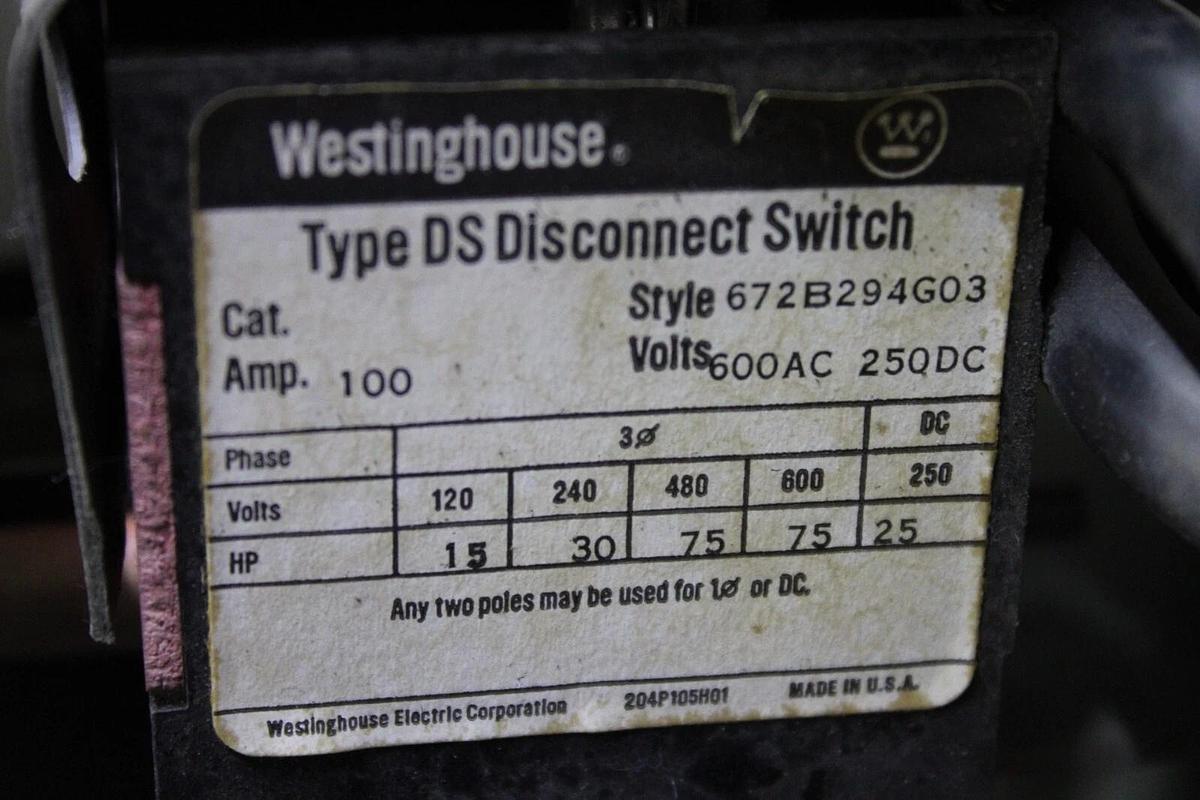 Westinghouse®
W
Type DS Disconnect Switch
Cat. Style 672B294G03
Amp. 100 Volts 600AC 250DC
Phase 3ø DC
Volts 120 240 480 600 250
HP 15 30 75 75 25
Any two poles may be used for 1ø or DC.
Westinghouse Electric Corporation 204P105H01 MADE IN U.S.A.